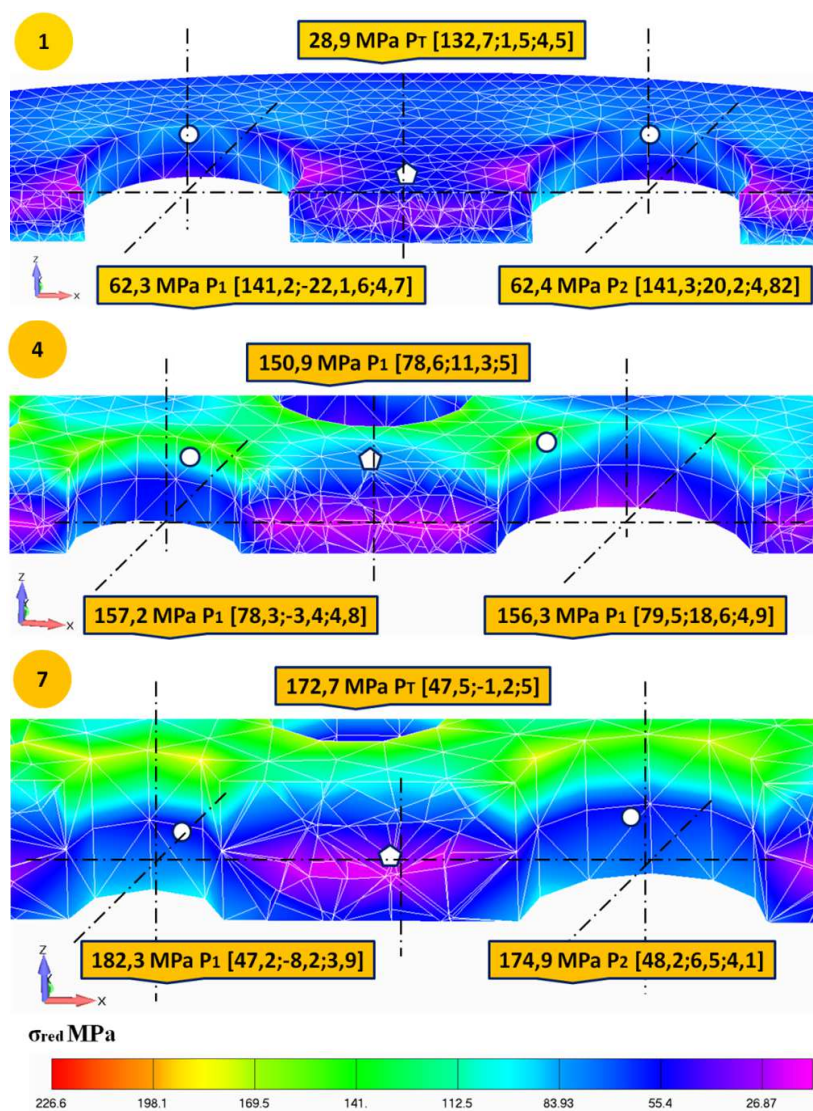 1
28,9 MPa PT [132,7;1,5;4,5]
z
x
62,3 MPa P1 [141,2;-22,1,6;4,7]
62,4 MPa P2 [141,3;20,2;4,82]
4
150,9 MPa P1 [78,6;11,3;5]
Z
X
157,2 MPa P1 [78,3;-3,4;4,8]
156,3 MPa P1 [79,5;18,6;4,9]
7
172,7 MPa PT [47,5;-1,2;5]
Z
X
182,3 MPa P1 [47,2;-8,2;3,9]
174,9 MPa P2 [48,2;6,5;4,1]
σred MPa
226.6 198.1 169.5 141. 112.5 83.93 55.4 26.87